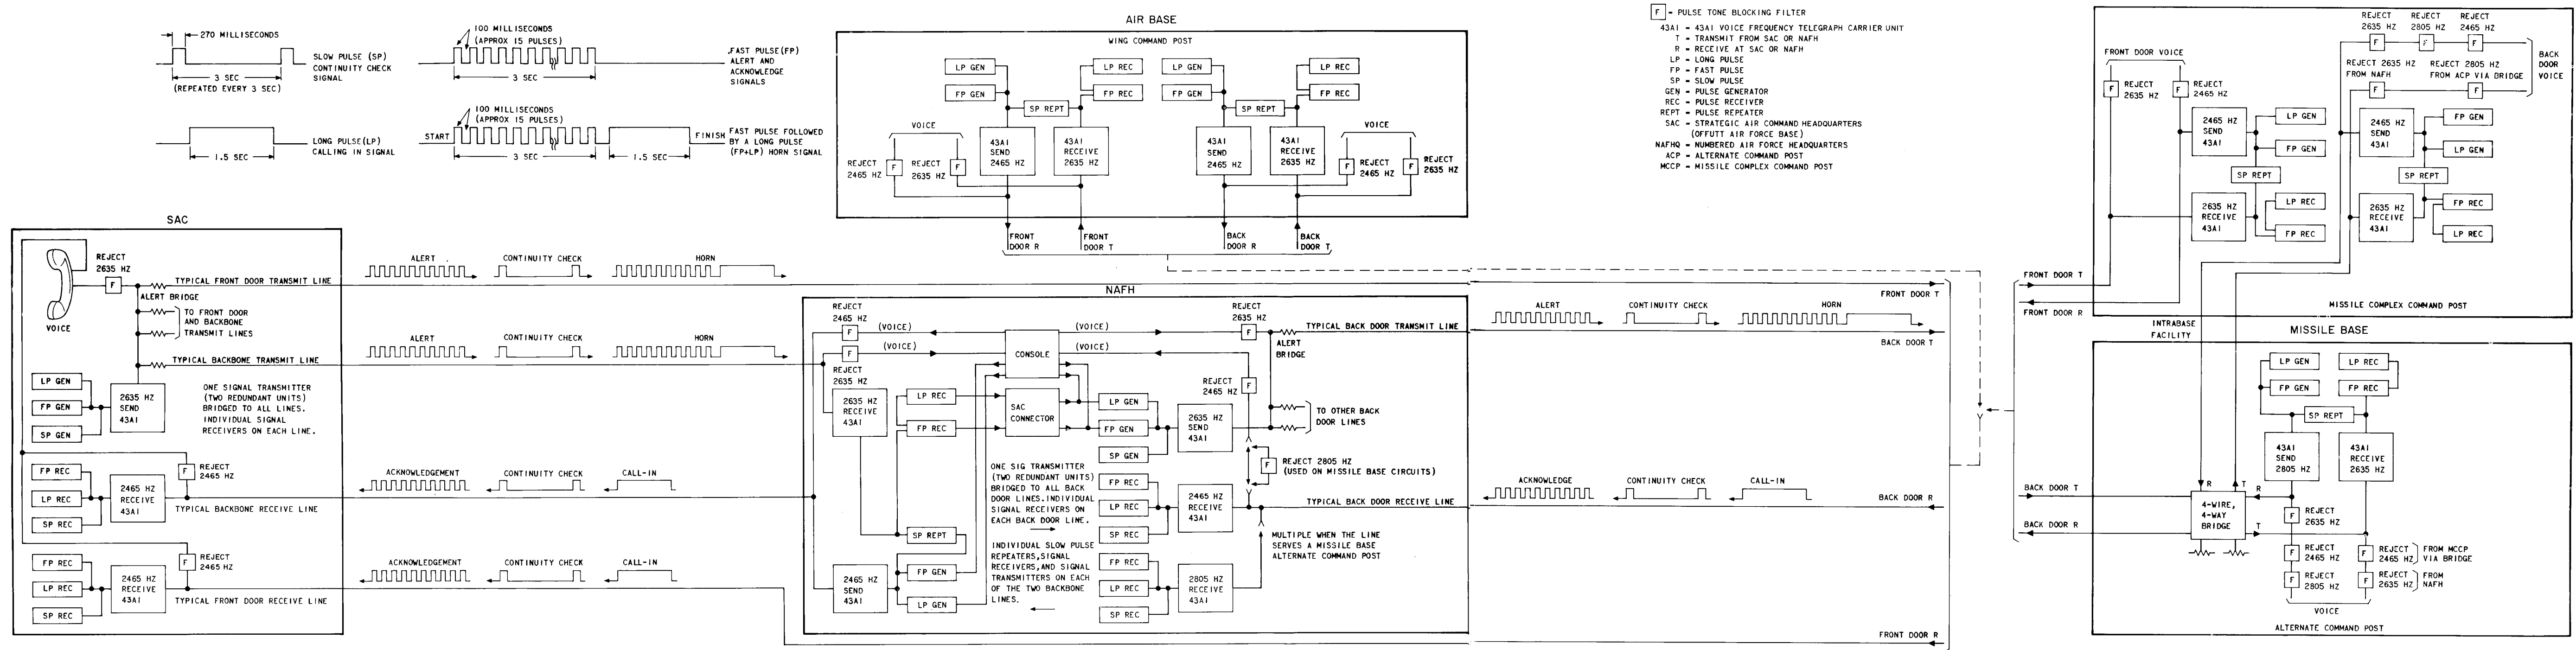 270 MILLISECONDS
3 SEC
(REPEATED EVERY 3 SEC)
SLOW PULSE (SP)
CONTINUITY CHECK
SIGNAL
100 MILLISECONDS
(APPROX 15 PULSES)
3 SEC
FAST PULSE(FP)
ALERT AND
ACKNOWLEDGE
SIGNALS
1.5 SEC
LONG PULSE(LP)
CALLING IN SIGNAL
START
100 MILLISECONDS
(APPROX 15 PULSES)
3 SEC
1.5 SEC
FINISH
FAST PULSE FOLLOWED
BY A LONG PULSE
(FP+LP) HORN SIGNAL
AIR BASE
WING COMMAND POST
LP GEN
FP GEN
LP REC
FP REC
SP REPT
VOICE
43A1
SEND
2465 HZ
43A1
RECEIVE
2635 HZ
REJECT
2465 HZ
F
REJECT
2635 HZ
F
LP GEN
FP GEN
LP REC
FP REC
SP REPT
43A1
SEND
2465 HZ
43A1
RECEIVE
2635 HZ
VOICE
F
REJECT
2465 HZ
F
REJECT
2635 HZ
FRONT
DOOR R
FRONT
DOOR T
BACK
DOOR R
BACK
DOOR T
F = PULSE TONE BLOCKING FILTER
43A1 = 43A1 VOICE FREQUENCY TELEGRAPH CARRIER UNIT
T = TRANSMIT FROM SAC OR NAFH
R = RECEIVE AT SAC OR NAFH
LP = LONG PULSE
FP = FAST PULSE
SP = SLOW PULSE
GEN = PULSE GENERATOR
REC = PULSE RECEIVER
REPT = PULSE REPEATER
SAC = STRATEGIC AIR COMMAND HEADQUARTERS
(OFFUTT AIR FORCE BASE)
NAFHQ = NUMBERED AIR FORCE HEADQUARTERS
ACP = ALTERNATE COMMAND POST
MCCP = MISSILE COMPLEX COMMAND POST
SAC
REJECT
2635 HZ
F
VOICE
TYPICAL FRONT DOOR TRANSMIT LINE
ALERT BRIDGE
TO FRONT DOOR
AND BACKBONE
TRANSMIT LINES
TYPICAL BACKBONE TRANSMIT LINE
LP GEN
FP GEN
SP GEN
2635 HZ
SEND
43A1
ONE SIGNAL TRANSMITTER
(TWO REDUNDANT UNITS)
BRIDGED TO ALL LINES.
INDIVIDUAL SIGNAL
RECEIVERS ON EACH LINE.
FP REC
LP REC
SP REC
2465 HZ
RECEIVE
43A1
F
REJECT
2465 HZ
TYPICAL BACKBONE RECEIVE LINE
FP REC
LP REC
SP REC
2465 HZ
RECEIVE
43A1
F
REJECT
2465 HZ
TYPICAL FRONT DOOR RECEIVE LINE
ALERT
CONTINUITY CHECK
HORN
ALERT
CONTINUITY CHECK
HORN
ACKNOWLEDGEMENT
CONTINUITY CHECK
CALL-IN
ACKNOWLEDGEMENT
CONTINUITY CHECK
CALL-IN
NAFH
REJECT
2465 HZ
F
(VOICE)
F
(VOICE)
REJECT
2635 HZ
CONSOLE
(VOICE)
(VOICE)
REJECT
2635 HZ
F
TYPICAL BACK DOOR TRANSMIT LINE
ALERT
BRIDGE
REJECT
2465 HZ
F
2635 HZ
RECEIVE
43A1
LP REC
FP REC
SAC
CONNECTOR
LP GEN
FP GEN
SP GEN
2635 HZ
SEND
43A1
TO OTHER BACK
DOOR LINES
F
REJECT 2805 HZ
(USED ON MISSILE BASE CIRCUITS)
ONE SIG TRANSMITTER
(TWO REDUNDANT UNITS)
BRIDGED TO ALL BACK
DOOR LINES.INDIVIDUAL
SIGNAL RECEIVERS ON
EACH BACK DOOR LINE.
FP REC
LP REC
SP REC
2465 HZ
RECEIVE
43A1
TYPICAL BACK DOOR RECEIVE LINE
SP REPT
INDIVIDUAL SLOW PULSE
REPEATERS,SIGNAL
RECEIVERS,AND SIGNAL
TRANSMITTERS ON EACH
OF THE TWO BACKBONE
LINES.
MULTIPLE WHEN THE LINE
SERVES A MISSILE BASE
ALTERNATE COMMAND POST
2465 HZ
SEND
43A1
FP GEN
LP GEN
FP REC
LP REC
SP REC
2805 HZ
RECEIVE
43A1
FRONT DOOR T
ALERT
CONTINUITY CHECK
HORN
BACK DOOR T
ACKNOWLEDGE
CONTINUITY CHECK
CALL-IN
BACK DOOR R
FRONT DOOR R
REJECT
2635 HZ
F
REJECT
2805 HZ
F
REJECT
2465 HZ
F
BACK
DOOR
VOICE
FRONT DOOR VOICE
F
REJECT
2635 HZ
F
REJECT
2465 HZ
REJECT 2635 HZ
FROM NAFH
F
REJECT 2805 HZ
FROM ACP VIA BRIDGE
F
2465 HZ
SEND
43A1
LP GEN
FP GEN
SP REPT
2635 HZ
RECEIVE
43A1
LP REC
FP REC
2465 HZ
SEND
43A1
FP GEN
LP GEN
SP REPT
2635 HZ
RECEIVE
43A1
FP REC
LP REC
FRONT DOOR T
FRONT DOOR R
MISSILE COMPLEX COMMAND POST
INTRABASE
FACILITY
MISSILE BASE
LP GEN
FP GEN
LP REC
FP REC
SP REPT
43A1
SEND
2805 HZ
43A1
RECEIVE
2635 HZ
BACK DOOR T
BACK DOOR R
R
T
R
T
4-WIRE,
4-WAY
BRIDGE
F
REJECT
2635 HZ
F
REJECT
2465 HZ
F
REJECT
2805 HZ
F
REJECT
2465 HZ
FROM MCCP
VIA BRIDGE
F
REJECT
2635 HZ
FROM
NAFH
VOICE
ALTERNATE COMMAND POST